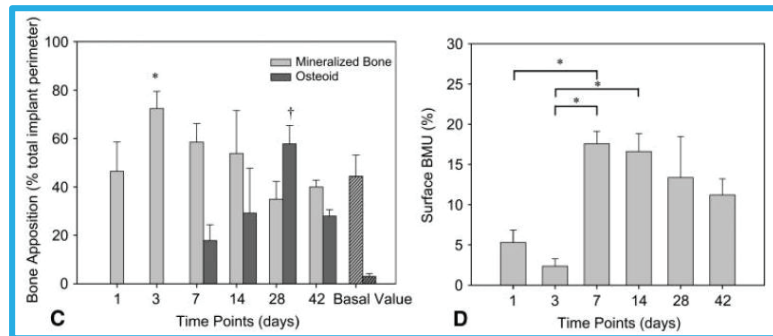 Bone Apposition (% total implant perimeter)
100
80
60
40
20
0
*
†
Mineralized Bone
Osteoid
1 3 7 14 28 42 Basal Value
Time Points (days)
C
Surface BMU (%)
30
25
20
15
10
5
0
*
*
*
1 3 7 14 28 42
Time Points (days)
D